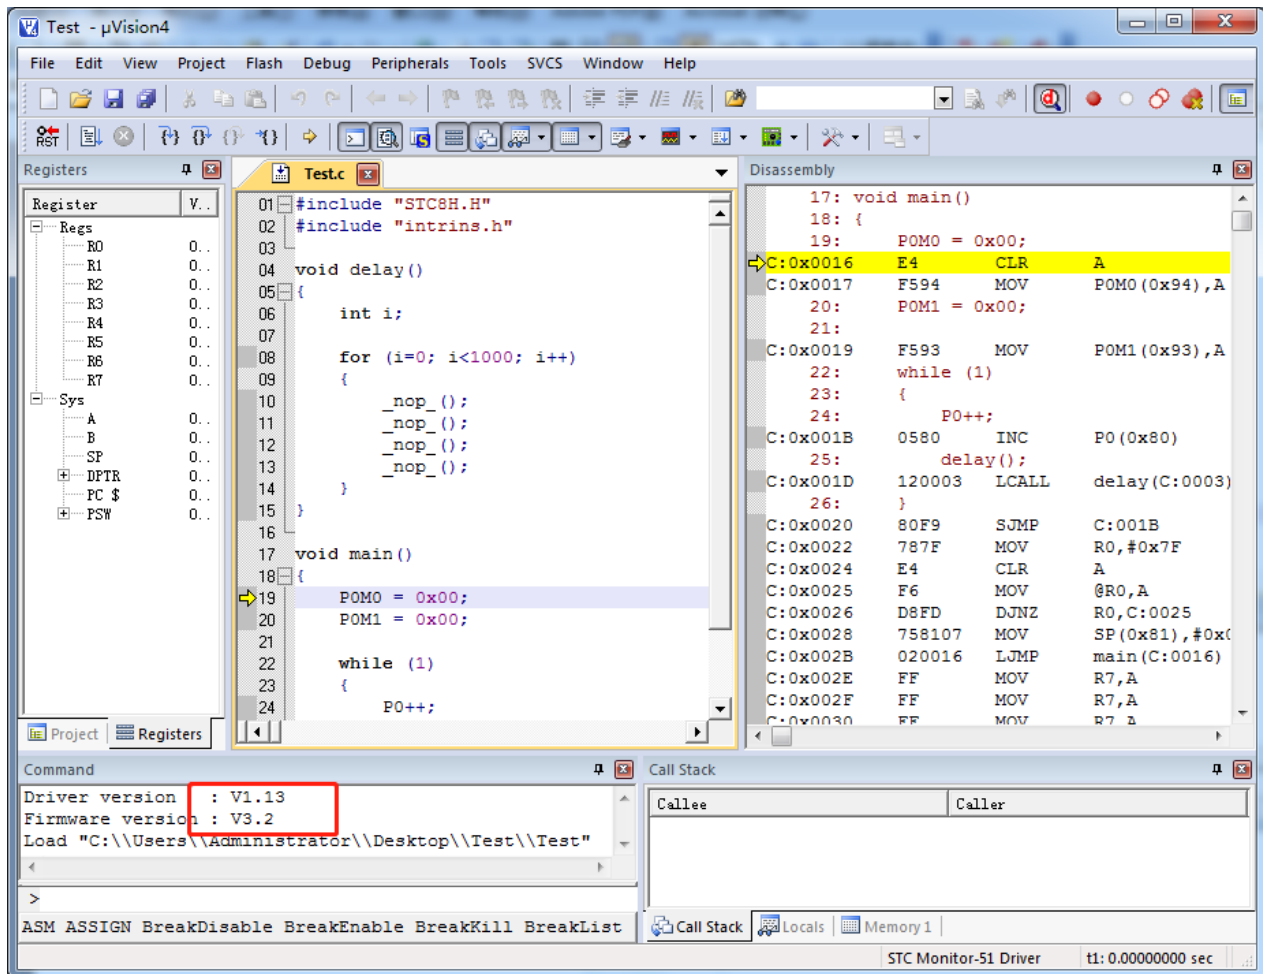 Test - µVision4
File Edit View Project Flash Debug Peripherals Tools SVCS Window Help
RST
Registers
Register V..
Regs
R0 0..
R1 0..
R2 0..
R3 0..
R4 0..
R5 0..
R6 0..
R7 0..
Sys
A 0..
B 0..
SP 0..
DPTR 0..
PC $ 0..
PSW 0..
Project Registers
Test.c
01 #include "STC8H.H"
02 #include "intrins.h"
03
04 void delay()
05 {
06 int i;
07
08 for (i=0; i<1000; i++)
09 {
10 _nop_();
11 _nop_();
12 _nop_();
13 _nop_();
14 }
15 }
16
17 void main()
18 {
19 P0M0 = 0x00;
20 P0M1 = 0x00;
21
22 while (1)
23 {
24 P0++;
Disassembly
17: void main()
18: {
19: P0M0 = 0x00;
C:0x0016 E4 CLR A
C:0x0017 F594 MOV P0M0(0x94),A
20: P0M1 = 0x00;
21:
C:0x0019 F593 MOV P0M1(0x93),A
22: while (1)
23: {
24: P0++;
C:0x001B 0580 INC P0(0x80)
25: delay();
C:0x001D 120003 LCALL delay(C:0003)
26: }
C:0x0020 80F9 SJMP C:001B
C:0x0022 787F MOV R0,#0x7F
C:0x0024 E4 CLR A
C:0x0025 F6 MOV @R0,A
C:0x0026 D8FD DJNZ R0,C:0025
C:0x0028 758107 MOV SP(0x81),#0x0
C:0x002B 020016 LJMP main(C:0016)
C:0x002E FF MOV R7,A
C:0x002F FF MOV R7,A
C:0x0030 FF MOV R7,A
Command
Driver version : V1.13
Firmware version : V3.2
Load "C:\\Users\\Administrator\\Desktop\\Test\\Test"
>
ASM ASSIGN BreakDisable BreakEnable BreakKill BreakList
Call Stack
Callee Caller
Call Stack Locals Memory 1
STC Monitor-51 Driver t1: 0.00000000 sec